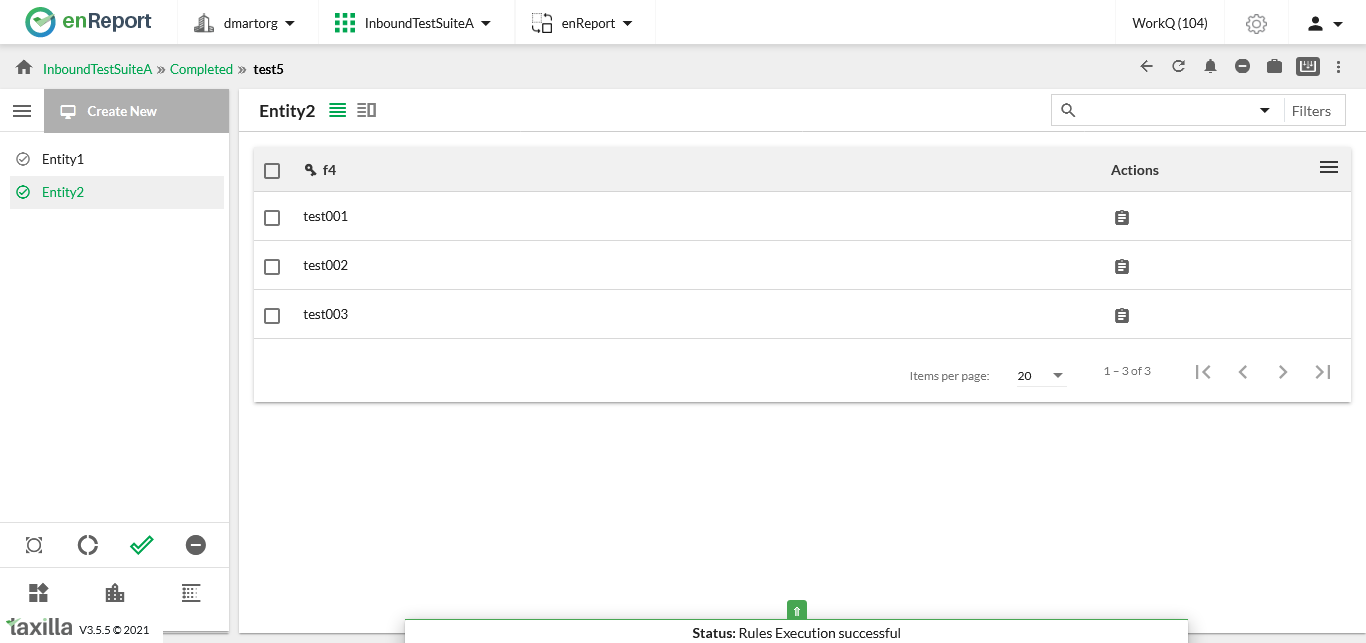 enReport dmartorg InboundTestSuiteA enReport WorkQ (104)
InboundTestSuiteA » Completed » test5
Create New
Entity2
Filters
Entity1
Entity2
f4 Actions
test001
test002
test003
Items per page: 20 1 – 3 of 3
taxilla V3.5.5 © 2021
Status: Rules Execution successful